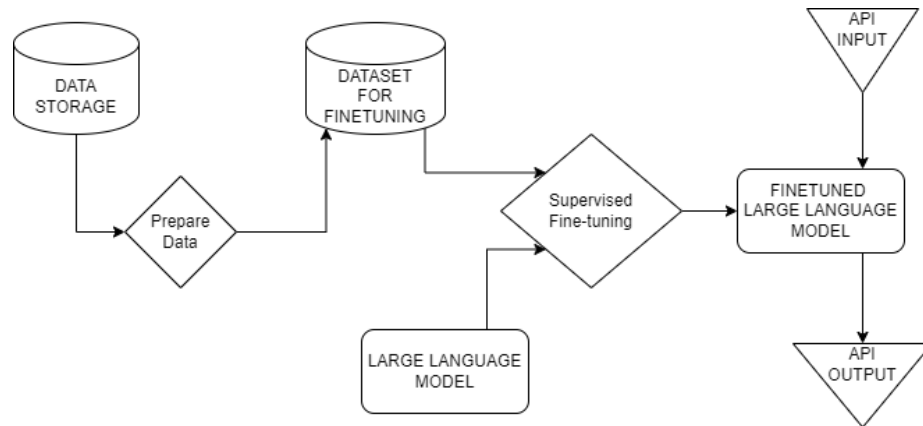 DATA
STORAGE
Prepare
Data
DATASET
FOR
FINETUNING
LARGE LANGUAGE
MODEL
Supervised
Fine-tuning
API
INPUT
FINETUNED
LARGE LANGUAGE
MODEL
API
OUTPUT